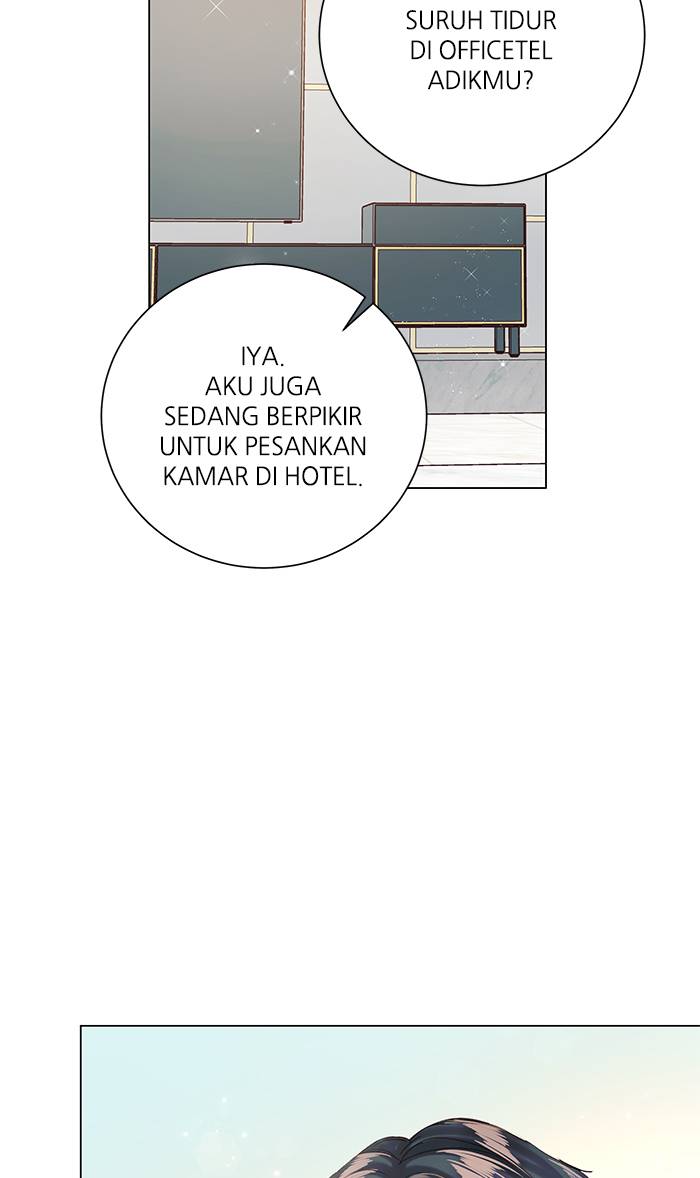 SURUH TIDUR
DI OFFICETEL
ADIKMU?
IYA.
AKU JUGA
SEDANG BERPIKIR
UNTUK PESANKAN
KAMAR DI HOTEL.